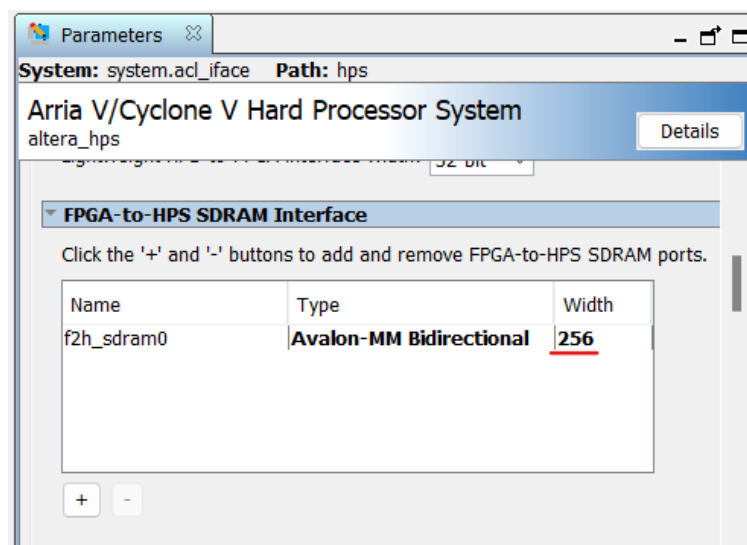 Parameters
System: system.acl_iface Path: hps
Arria V/Cyclone V Hard Processor System
altera_hps
Details
FPGA-to-HPS SDRAM Interface
Click the '+' and '-' buttons to add and remove FPGA-to-HPS SDRAM ports.
Name Type Width
f2h_sdram0 Avalon-MM Bidirectional 256
+ -